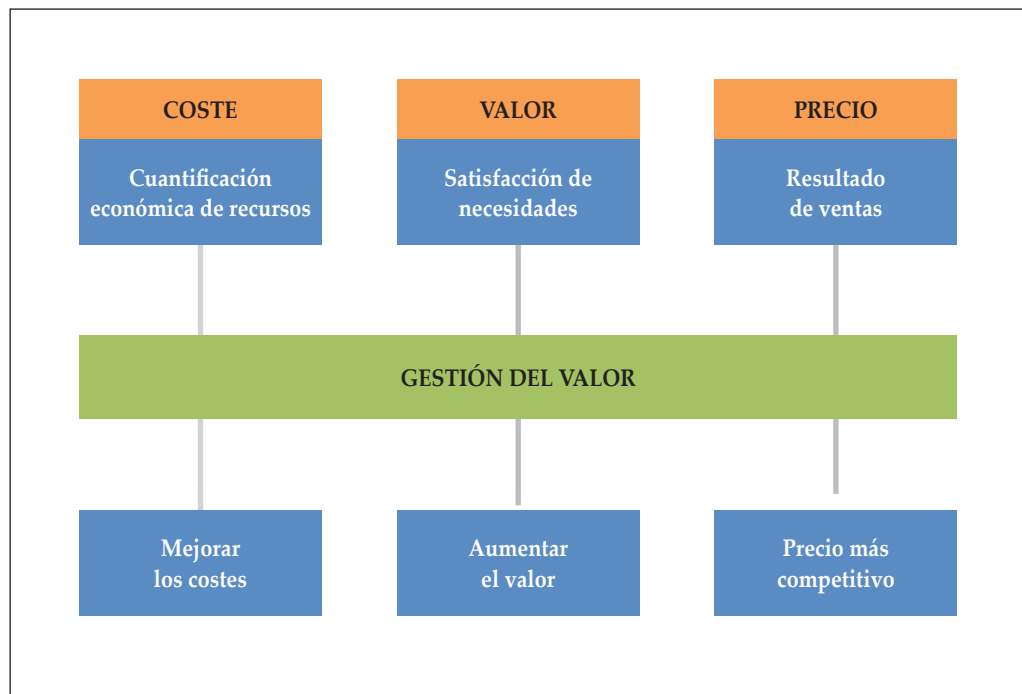 COSTE
Cuantificación
económica de recursos
VALOR
Satisfacción de
necesidades
PRECIO
Resultado
de ventas
GESTIÓN DEL VALOR
Mejorar
los costes
Aumentar
el valor
Precio más
competitivo